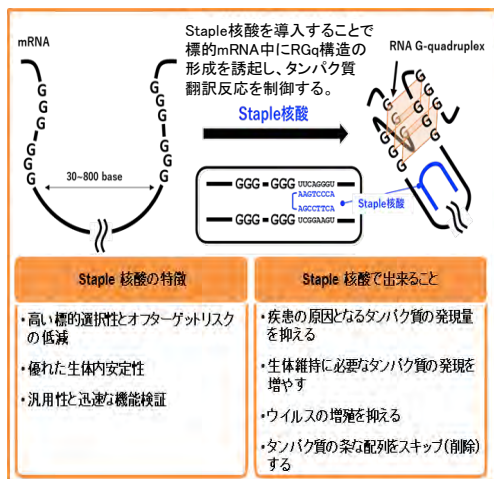 mRNA
Staple核酸を導入することで
標的mRNA中にRGq構造の
形成を誘起し、タンパク質
翻訳反応を制御する。
Staple核酸
RNA G-quadruplex
G
G
G
G
G
G
G
G
G
G
G
G
30~800 base
G
G
G
G
G
G
G
G
G
G
G
G
GGG GGG UUCAGGGU
AAGTCCCA
AGCCTTCA
GGG GGG UCGGAAGU
Staple核酸
Staple 核酸の特徴
・高い標的選択性とオフターゲットリスク
の低減
・優れた生体内安定性
・汎用性と迅速な機能検証
Staple 核酸で出来ること
・疾患の原因となるタンパク質の発現量
を抑える
・生体維持に必要なタンパク質の発現を
増やす
・ウイルスの増殖を抑える
・タンパク質の条な配列をスキップ(削除)
する